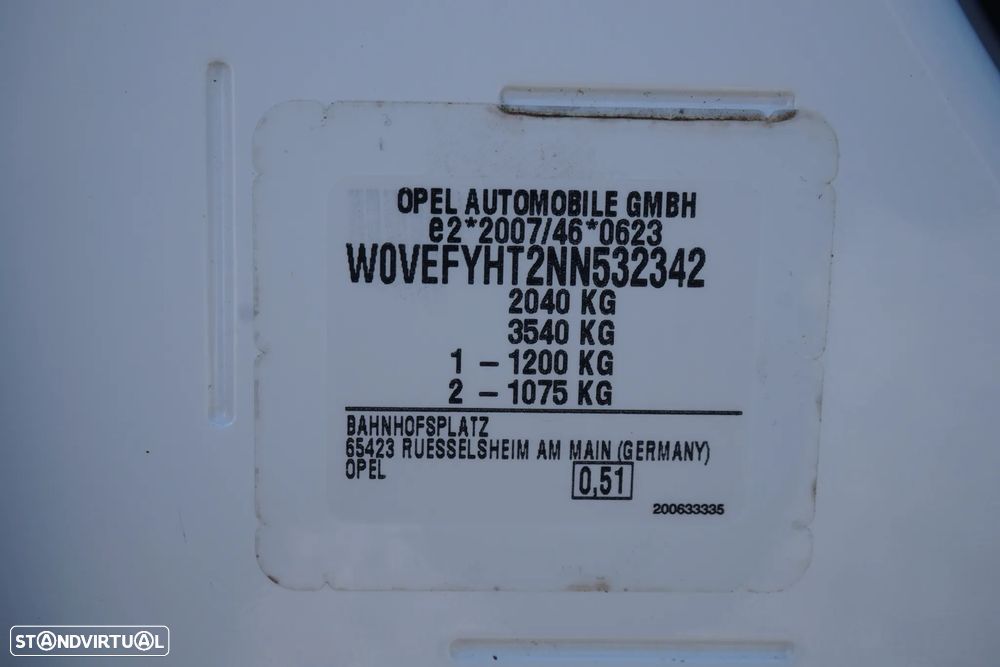 OPEL AUTOMOBILE GMBH
e2*2007/46*0623
W0VEFYHT2NN532342
2040 KG
3540 KG
1 – 1200 KG
2 – 1075 KG
BAHNHOFSPLATZ
65423 RUESSELSHEIM AM MAIN (GERMANY)
OPEL
0,51
200633335
STANDVIRTUAL